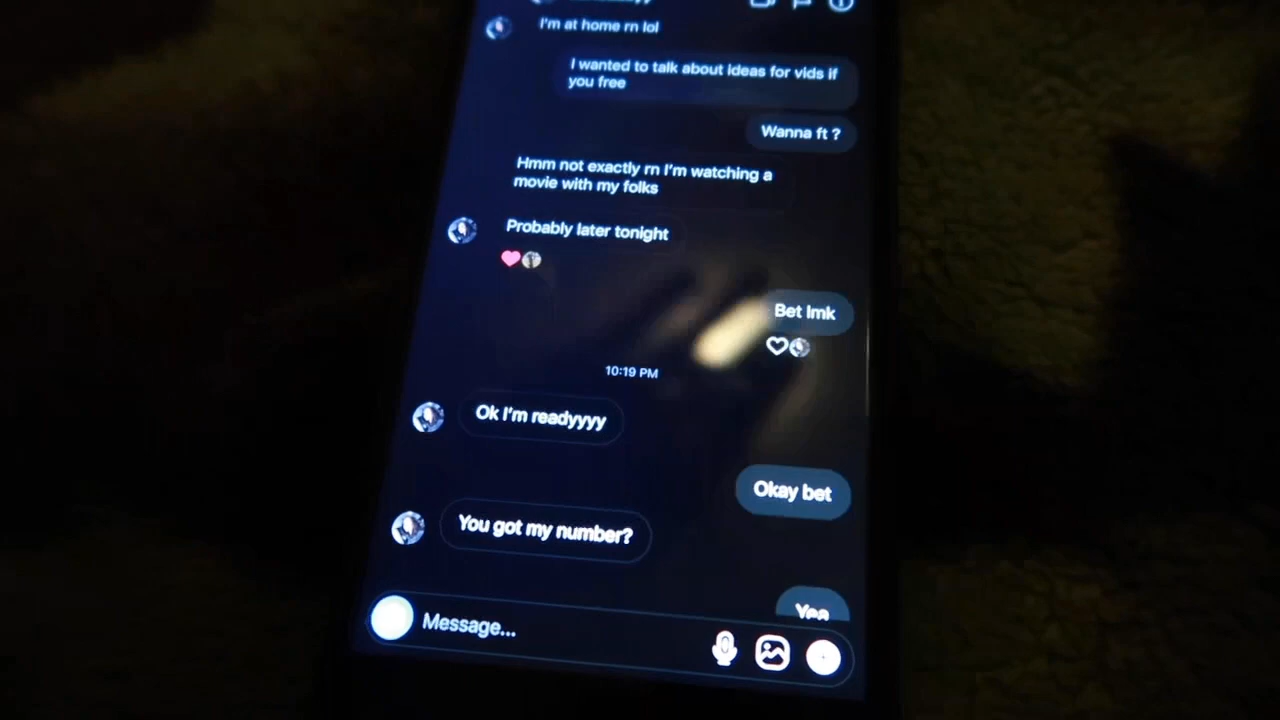 I'm at home rn lol
I wanted to talk about ideas for vids if
you free
Wanna ft ?
Hmm not exactly rn I'm watching a
movie with my folks
Probably later tonight
Bet lmk
10:19 PM
Ok I'm readyyyy
Okay bet
You got my number?
Yea
Message...